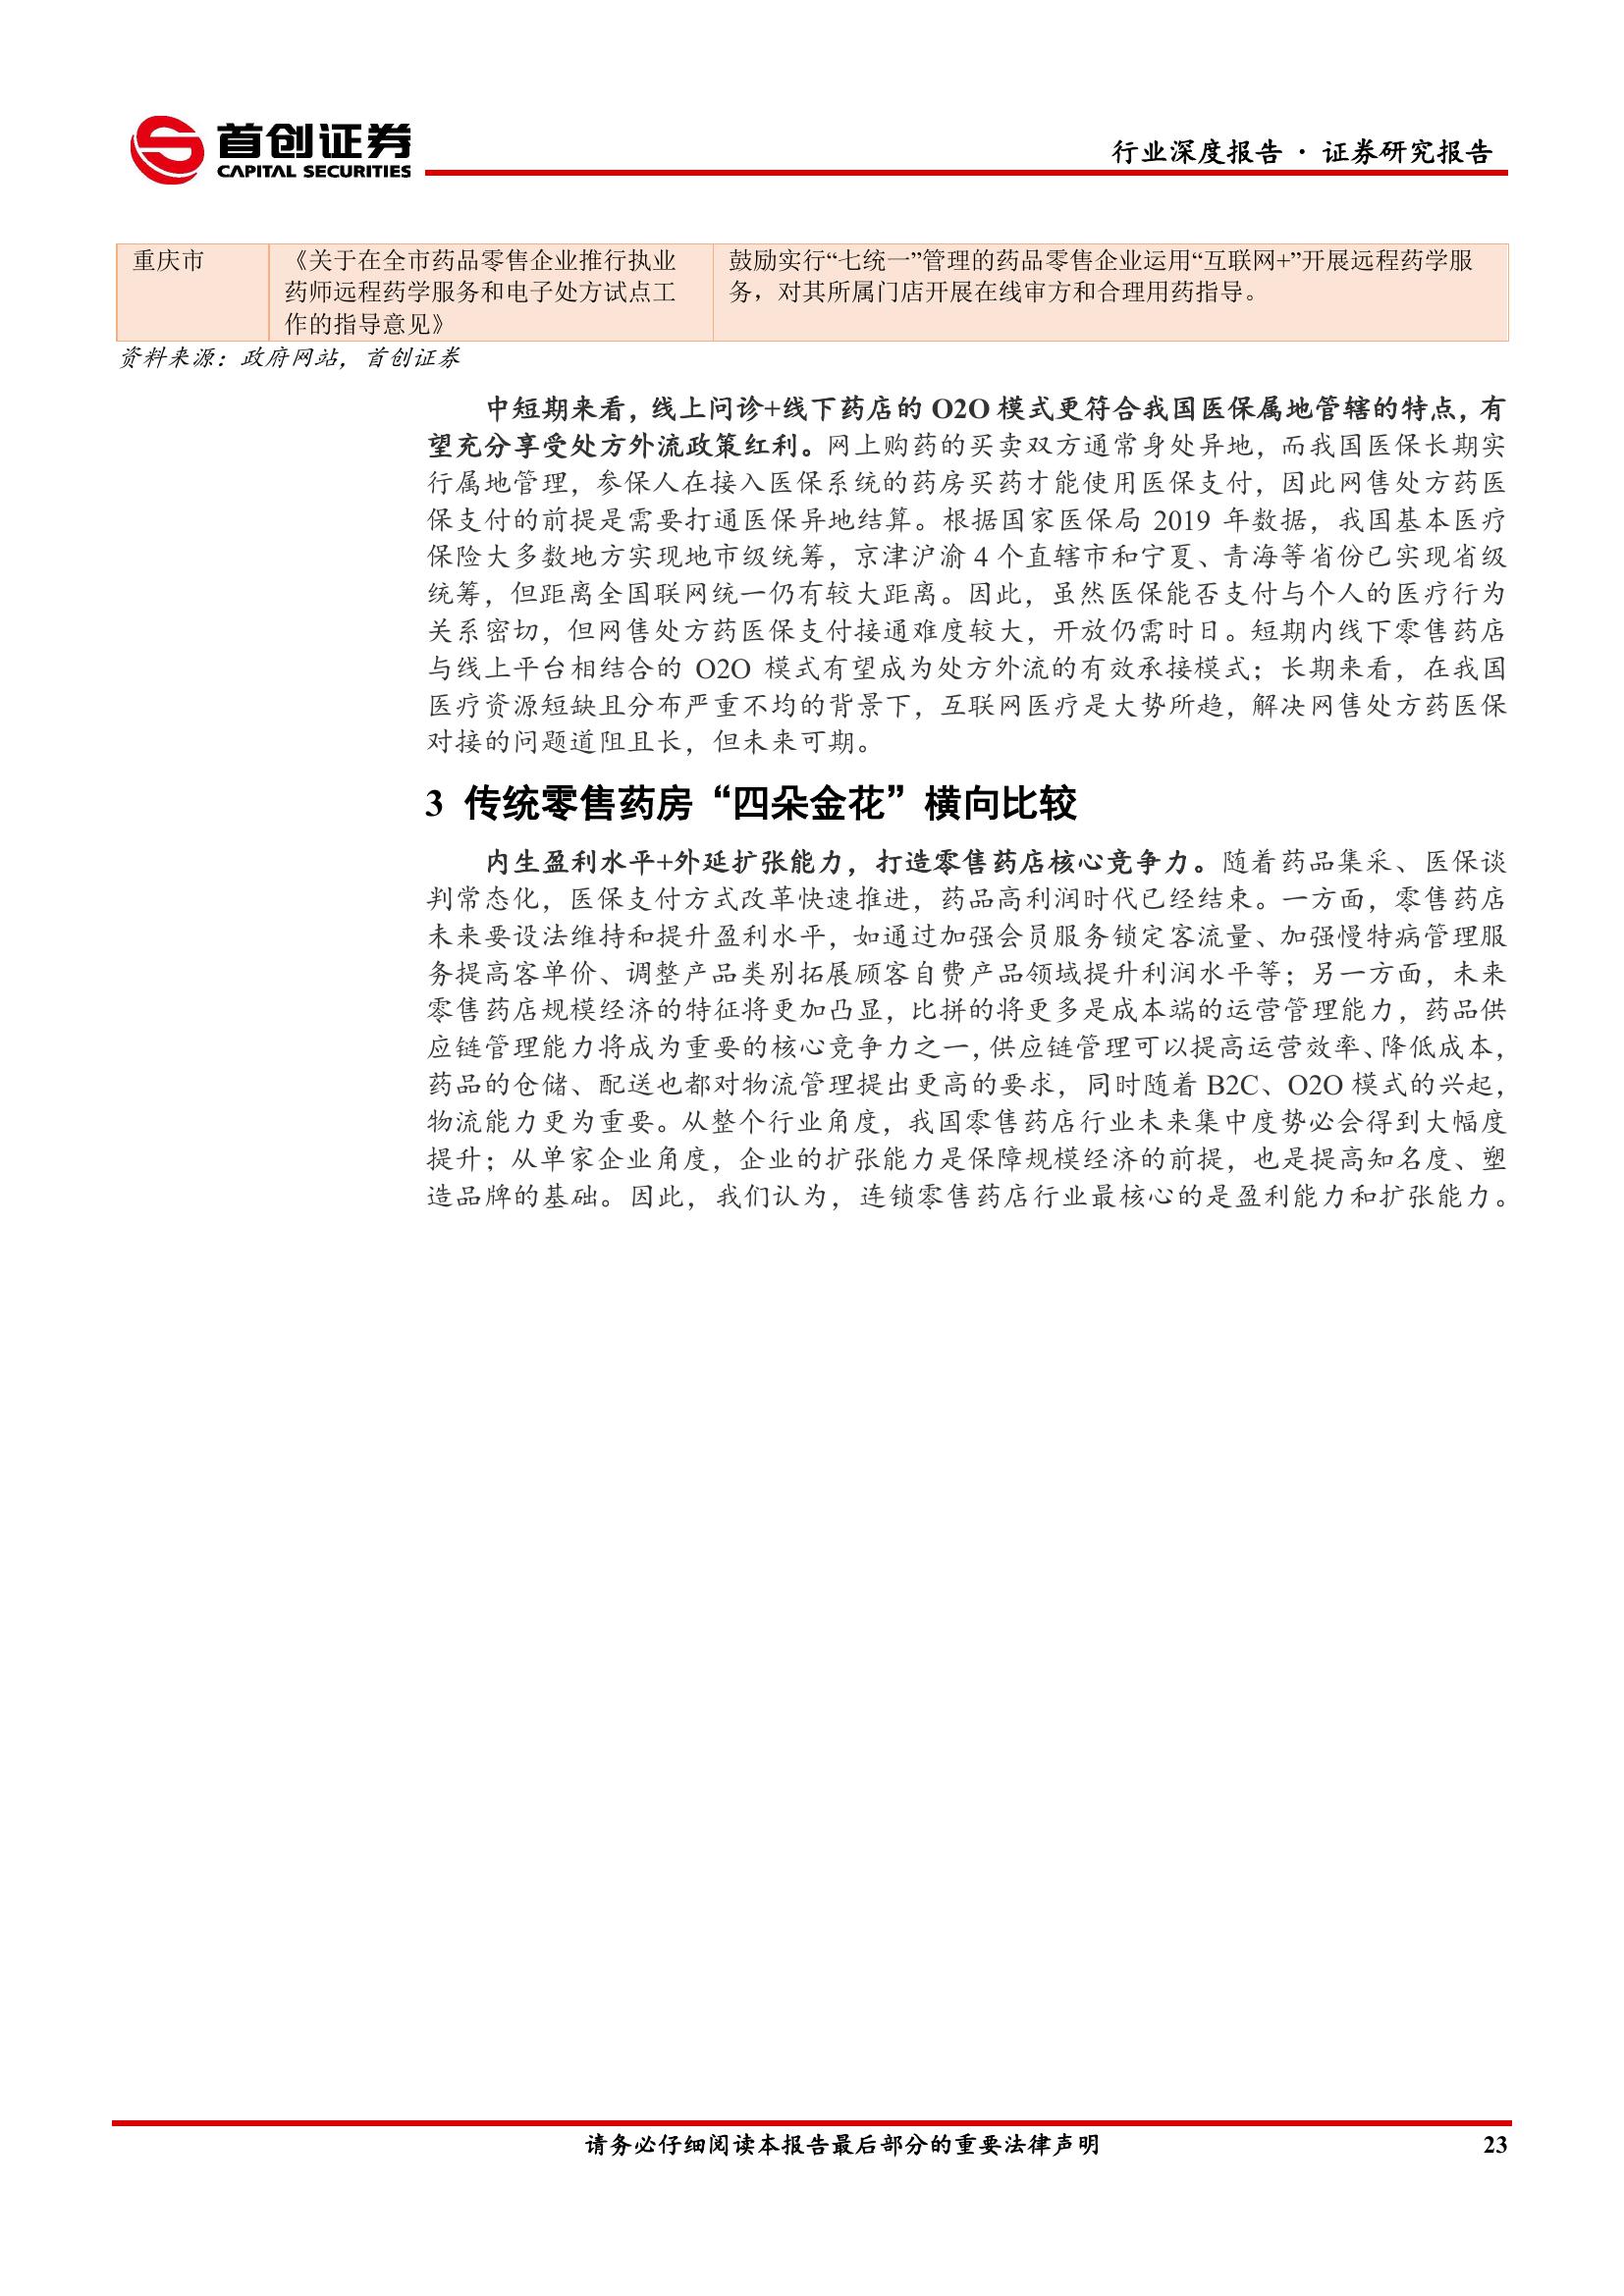 首创证券
CAPITAL SECURITIES
行业深度报告 · 证券研究报告
重庆市
《关于在全市药品零售企业推行执业
药师远程药学服务和电子处方试点工
作的指导意见》
鼓励实行“七统一”管理的药品零售企业运用“互联网+”开展远程药学服
务，对其所属门店开展在线审方和合理用药指导。
资料来源：政府网站，首创证券
中短期来看，线上问诊+线下药店的 O2O 模式更符合我国医保属地管辖的特点，有
望充分享受处方外流政策红利。网上购药的买卖双方通常身处异地，而我国医保长期实
行属地管理，参保人在接入医保系统的药房买药才能使用医保支付，因此网售处方药医
保支付的前提是需要打通医保异地结算。根据国家医保局 2019 年数据，我国基本医疗
保险大多数地方实现地市级统筹，京津沪渝 4 个直辖市和宁夏、青海等省份已实现省级
统筹，但距离全国联网统一仍有较大距离。因此，虽然医保能否支付与个人的医疗行为
关系密切，但网售处方药医保支付接通难度较大，开放仍需时日。短期内线下零售药店
与线上平台相结合的 O2O 模式有望成为处方外流的有效承接模式；长期来看，在我国
医疗资源短缺且分布严重不均的背景下，互联网医疗是大势所趋，解决网售处方药医保
对接的问题道阻且长，但未来可期。
3 传统零售药房“四朵金花”横向比较
内生盈利水平+外延扩张能力，打造零售药店核心竞争力。随着药品集采、医保谈
判常态化，医保支付方式改革快速推进，药品高利润时代已经结束。一方面，零售药店
未来要设法维持和提升盈利水平，如通过加强会员服务锁定客流量、加强慢特病管理服
务提高客单价、调整产品类别拓展顾客自费产品领域提升利润水平等；另一方面，未来
零售药店规模经济的特征将更加凸显，比拼的将更多是成本端的运营管理能力，药品供
应链管理能力将成为重要的核心竞争力之一，供应链管理可以提高运营效率、降低成本，
药品的仓储、配送也都对物流管理提出更高的要求，同时随着 B2C、O2O 模式的兴起，
物流能力更为重要。从整个行业角度，我国零售药店行业未来集中度势必会得到大幅度
提升；从单家企业角度，企业的扩张能力是保障规模经济的前提，也是提高知名度、塑
造品牌的基础。因此，我们认为，连锁零售药店行业最核心的是盈利能力和扩张能力。
请务必仔细阅读本报告最后部分的重要法律声明
23